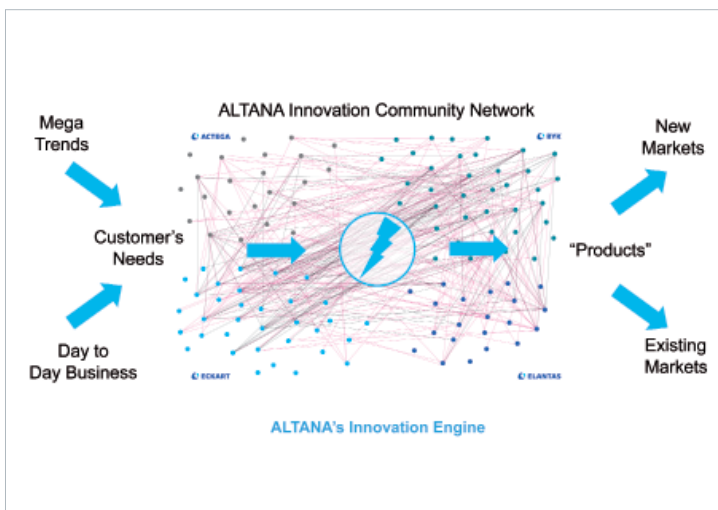 ALTANA Innovation Community Network
ACTEGA
BYK
Mega
Trends
New
Markets
Customer's
Needs
“Products”
Day to
Day Business
Existing
Markets
ECKART
ELANTAS
ALTANA's Innovation Engine